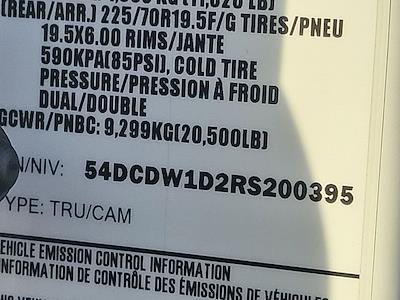 (REAR/ARR.) 225/70R19.5F/G TIRES/PNEU
19.5X6.00 RIMS/JANTE
590KPA(85PSI), COLD TIRE
PRESSURE/PRESSION À FROID
DUAL/DOUBLE
GCWR/PNBC: 9,299KG(20,500LB)
/NIV: 54DCDW1D2RS200395
YPE: TRU/CAM
EHICLE EMISSION CONTROL INFORMATION
INFORMATION DE CONTRÔLE DES ÉMISSIONS DE VÉHICULES